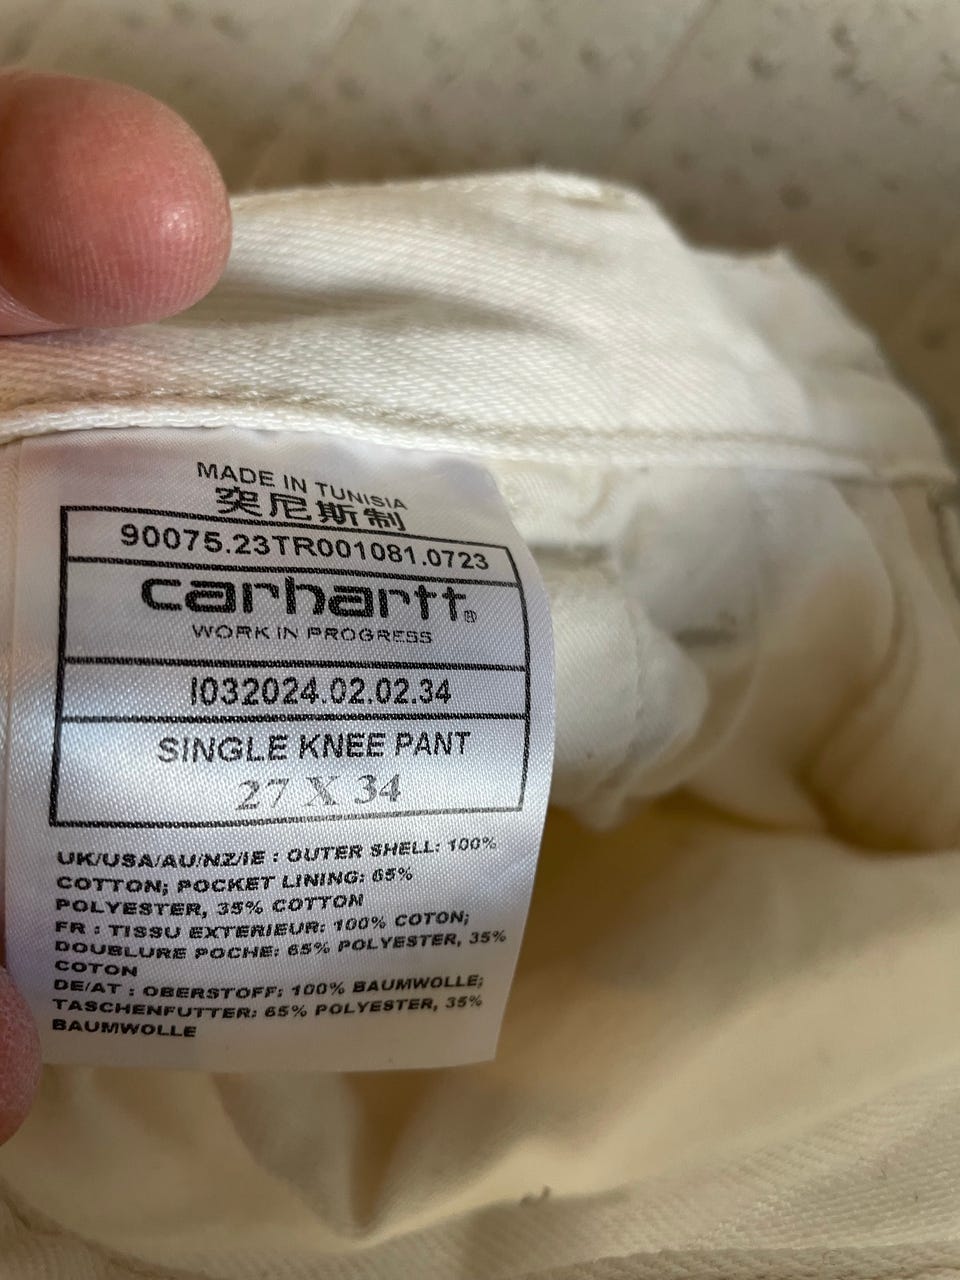 MADE IN TUNISIA
突尼斯制
90075.23TR001081.0723
carhartt®
WORK IN PROGRESS
I032024.02.02.34
SINGLE KNEE PANT
27 X 34
UK/USA/AU/NZ/IE : OUTER SHELL: 100%
COTTON; POCKET LINING: 65%
POLYESTER, 35% COTTON
FR : TISSU EXTERIEUR: 100% COTON;
DOUBLURE POCHE: 65% POLYESTER, 35%
COTON
DE/AT : OBERSTOFF: 100% BAUMWOLLE;
TASCHENFUTTER: 65% POLYESTER, 35%
BAUMWOLLE